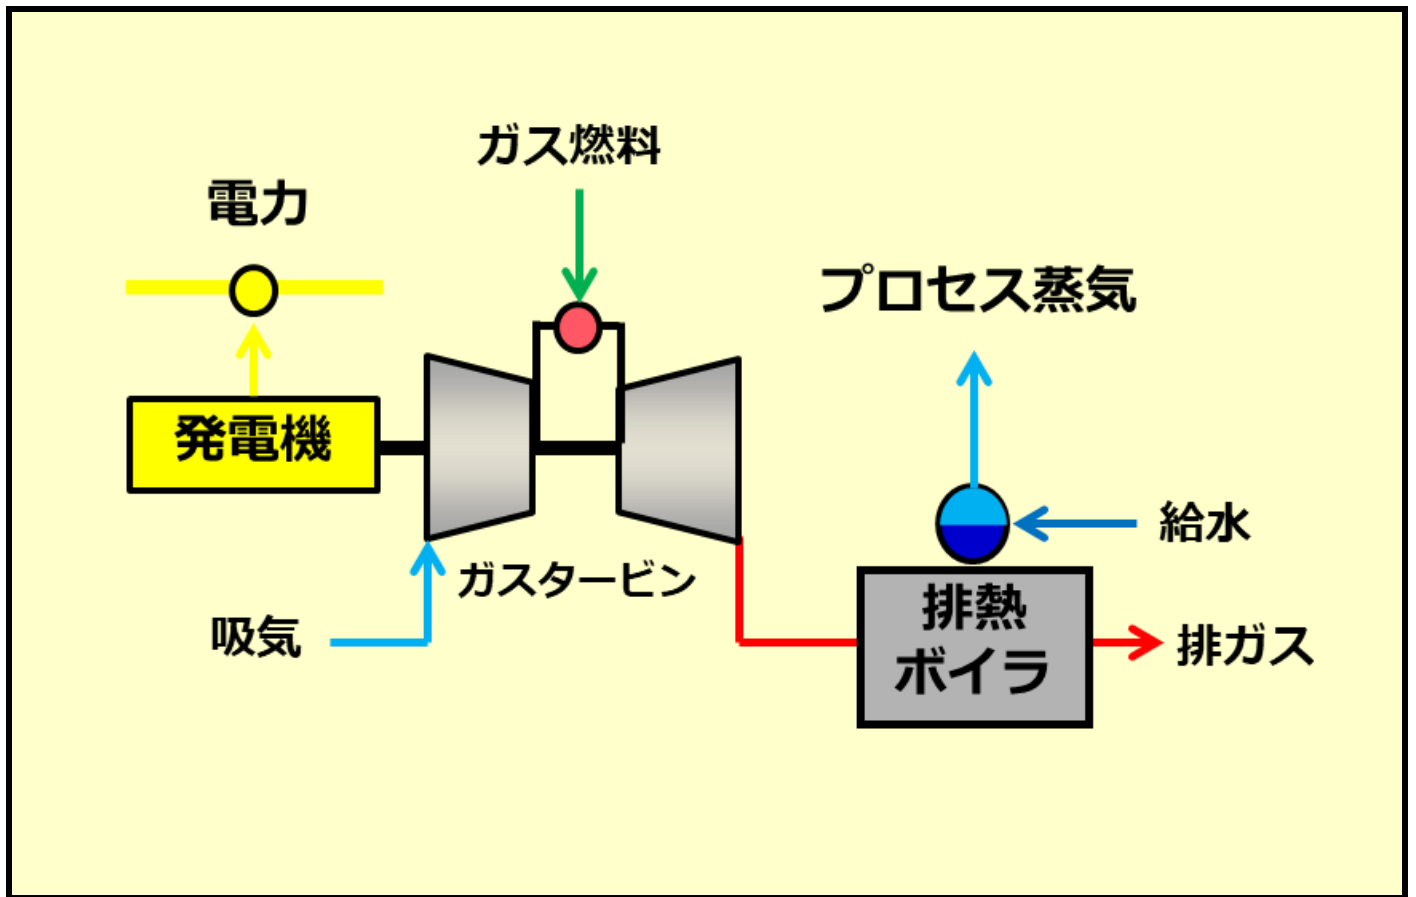 ガス燃料
電力
プロセス蒸気
発電機
給水
ガスタービン
排熱
ボイラ
吸気
排ガス